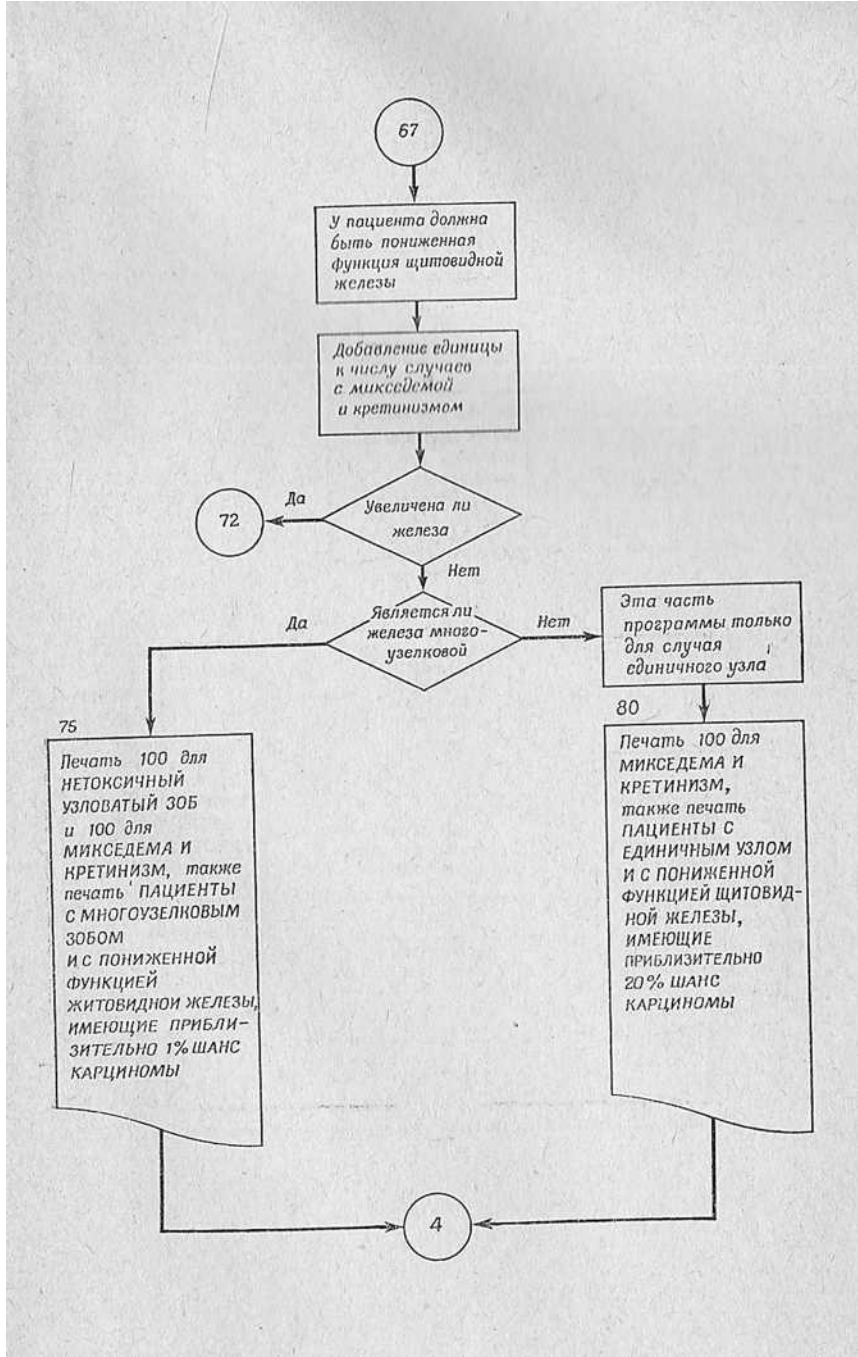 67
У пациента должна
быть пониженная
функция щитовидной
железы
Добавление единицы
к числу случаев
с микседемой
и кретинизмом
Увеличена ли
железа
Да
72
Нет
Является ли
железа много-
узелковой
Да
Нет
Эта часть
программы только
для случая
единичного узла
75
Печать 100 для
НЕТОКСИЧНЫЙ
УЗЛОВАТЫЙ ЗОБ
и 100 для
МИКСЕДЕМА И
КРЕТИНИЗМ, также
печать ПАЦИЕНТЫ
С МНОГОУЗЕЛКОВЫМ
ЗОБОМ
И С ПОНИЖЕННОЙ
ФУНКЦИЕЙ
ЖИТОВИДНОИ ЖЕЛЕЗЫ,
ИМЕЮЩИЕ ПРИБЛИ-
ЗИТЕЛЬНО 1% ШАНС
КАРЦИНОМЫ
80
Печать 100 для
МИКСЕДЕМА И
КРЕТИНИЗМ,
также печать
ПАЦИЕНТЫ С
ЕДИНИЧНЫМ УЗЛОМ
И С ПОНИЖЕННОЙ
ФУНКЦИЕЙ ЩИТОВИД-
НОЙ ЖЕЛЕЗЫ,
ИМЕЮЩИЕ
ПРИБЛИЗИТЕЛЬНО
20% ШАНС
КАРЦИНОМЫ
4